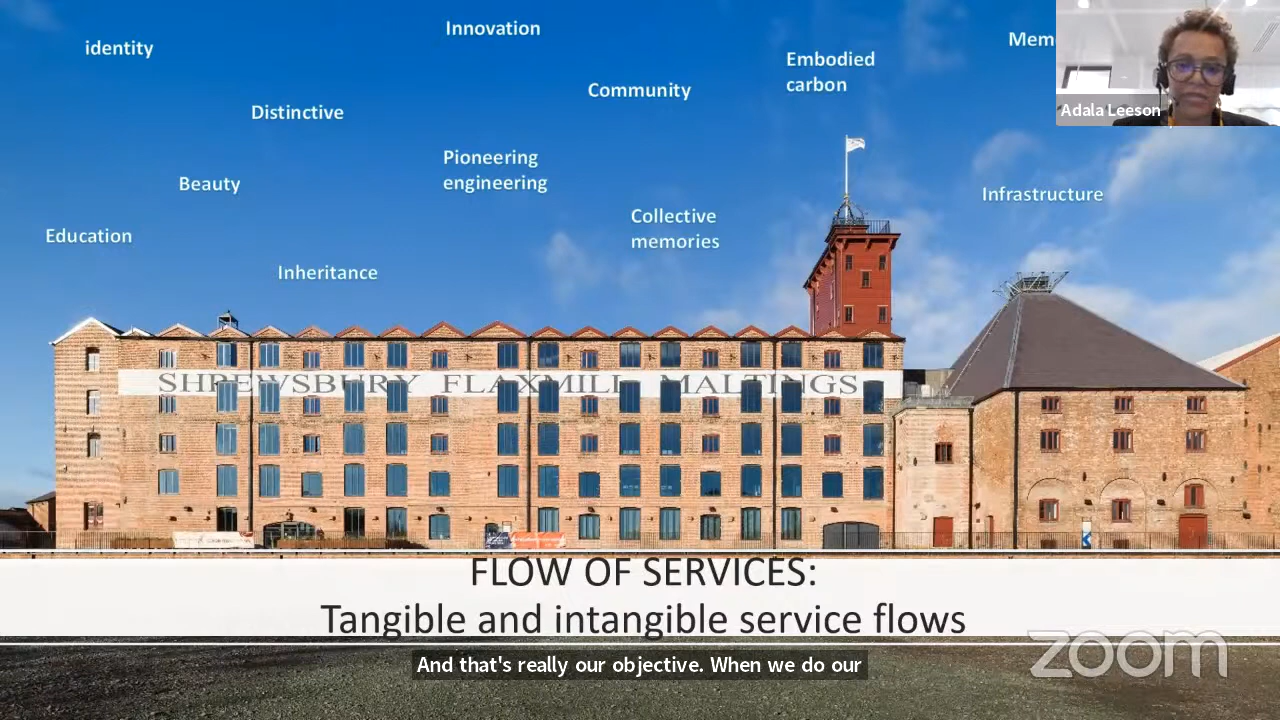 identity
Innovation
Mem
Embodied
carbon
Community
Distinctive
Adala Leeson
Pioneering
engineering
Beauty
Infrastructure
Collective
memories
Education
Inheritance
SHREWSBURY FLAXMILL MALTINGS
FLOW OF SERVICES:
Tangible and intangible service flows
And that's really our objective. When we do our
zoom